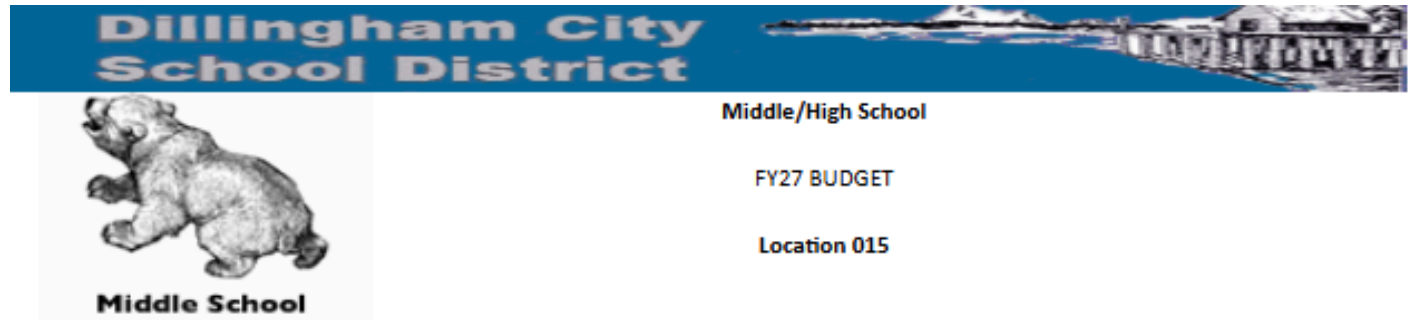 Dillingham City
School District
Middle/High School
FY27 BUDGET
Location 015
Middle School